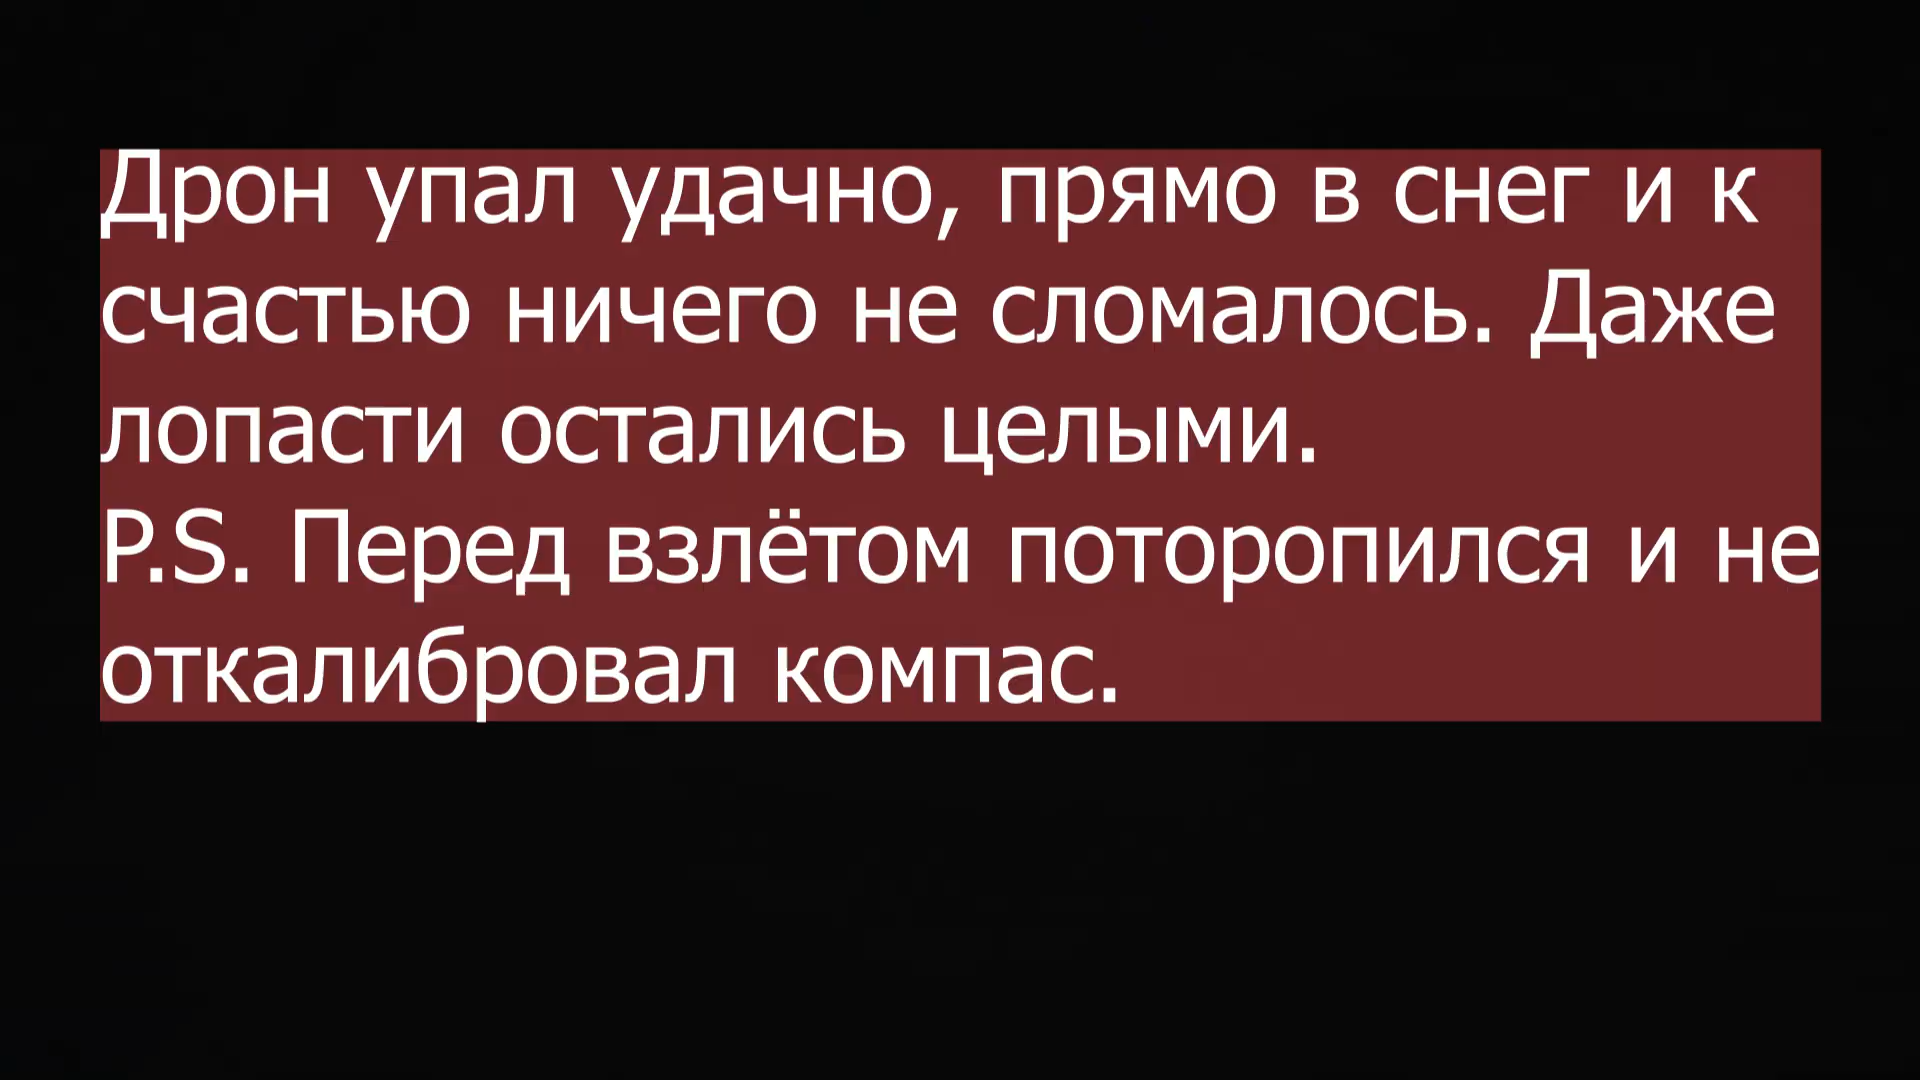 Дрон упал удачно, прямо в снег и к
счастью ничего не сломалось. Даже
лопасти остались целыми.
P.S. Перед взлётом поторопился и не
откалибровал компас.